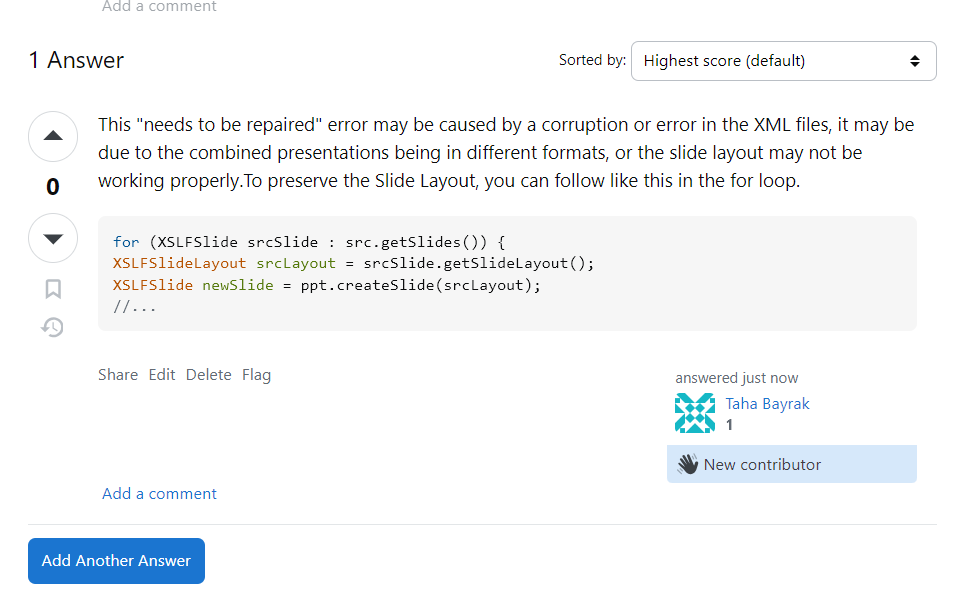 Add a comment
1 Answer
Sorted by:
Highest score (default)
This "needs to be repaired" error may be caused by a corruption or error in the XML files, it may be
due to the combined presentations being in different formats, or the slide layout may not be
working properly.To preserve the Slide Layout, you can follow like this in the for loop.
0
for (XSLFSlide srcSlide : src.getSlides()) {
XSLFSlideLayout srcLayout = srcSlide.getSlideLayout();
XSLFSlide newSlide = ppt.createSlide(srcLayout);
//...
Share Edit Delete Flag
answered just now
Taha Bayrak
1
New contributor
Add a comment
Add Another Answer